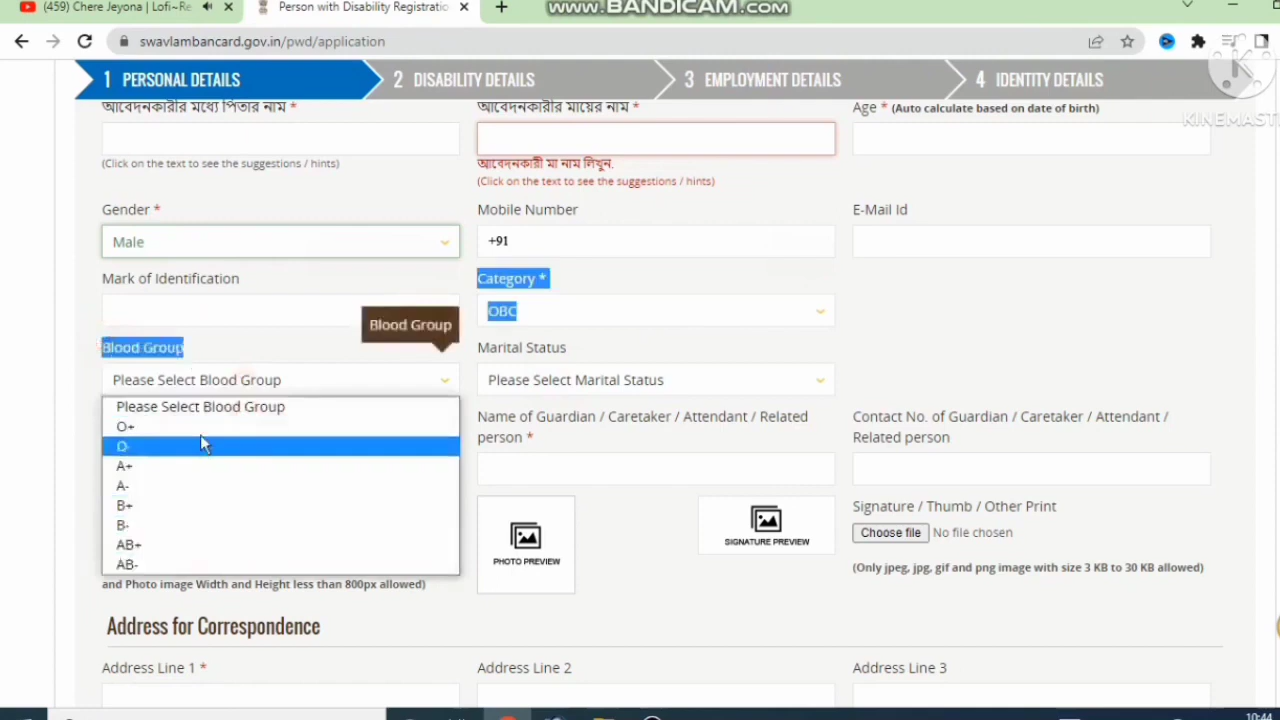 (459) Chere Jeyona | Lofi~Re
Person with Disability Registratio
www.BANDICAM.com
swavlambancard.gov.in/pwd/application
1 PERSONAL DETAILS
2 DISABILITY DETAILS
3 EMPLOYMENT DETAILS
4 IDENTITY DETAILS
KINEMAST
আবেদনকারীর মধ্যে পিতার নাম *
আবেদনকারীর মায়ের নাম *
Age * (Auto calculate based on date of birth)
(Click on the text to see the suggestions / hints)
আবেদনকারী মা নাম লিখুন.
(Click on the text to see the suggestions / hints)
Gender *
Mobile Number
E-Mail Id
Male
+91
Mark of Identification
Category *
OBC
Blood Group
Blood Group
Marital Status
Please Select Blood Group
Please Select Marital Status
Please Select Blood Group
O+
O-
A+
A-
B+
B-
AB+
AB-
Name of Guardian / Caretaker / Attendant / Related
person *
Contact No. of Guardian / Caretaker / Attendant /
Related person
PHOTO PREVIEW
SIGNATURE PREVIEW
Signature / Thumb / Other Print
Choose file No file chosen
(Only jpeg, jpg, gif and png image with size 3 KB to 30 KB allowed)
and Photo image Width and Height less than 800px allowed)
Address for Correspondence
Address Line 1 *
Address Line 2
Address Line 3
10:44